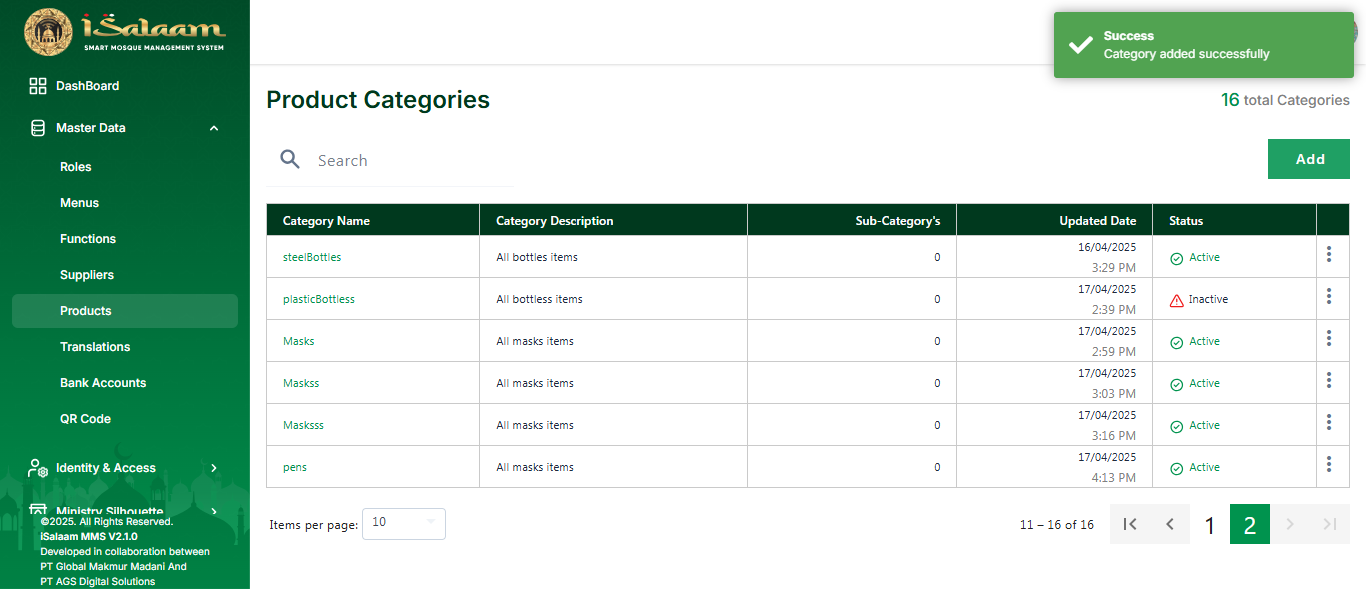 iSalaam
SMART MOSQUE MANAGEMENT SYSTEM
DashBoard
Master Data
Roles
Menus
Functions
Suppliers
Products
Translations
Bank Accounts
QR Code
Identity & Access
Ministry Silhouette
©2025. All Rights Reserved.
iSalaam MMS V2.1.0
Developed in collaboration between
PT Global Makmur Madani And
PT AGS Digital Solutions
Success
Category added successfully
Product Categories
16 total Categories
Search
Add
Category Name Category Description Sub-Category's Updated Date Status
steelBottles All bottles items 0 16/04/2025 3:29 PM Active
plasticBottless All bottless items 0 17/04/2025 2:39 PM Inactive
Masks All masks items 0 17/04/2025 2:59 PM Active
Maskss All masks items 0 17/04/2025 3:03 PM Active
Masksss All masks items 0 17/04/2025 3:16 PM Active
pens All masks items 0 17/04/2025 4:13 PM Active
Items per page: 10 11 – 16 of 16 1 2